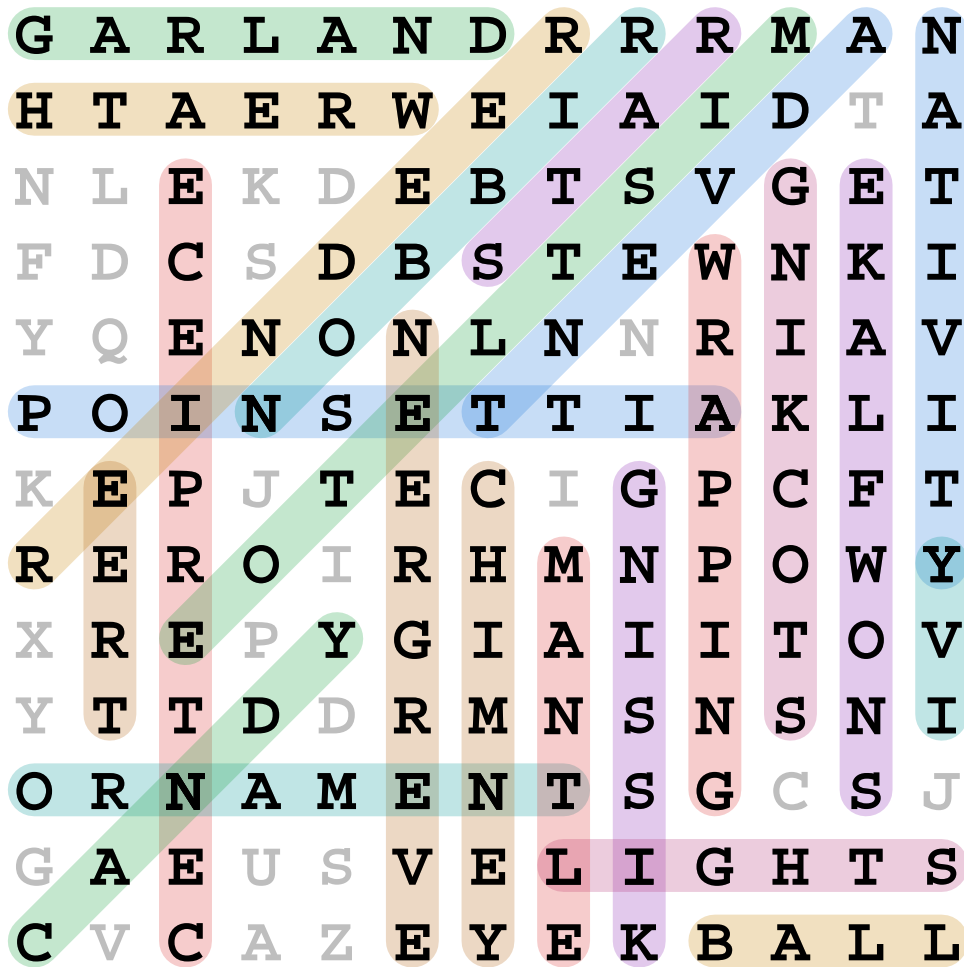 G A R L A N D R R R M A N
H T A E R W E I A I D T A
N L E K D E B T S V G E T
F D C S D B S T E W N K I
Y Q E N O N L N N R I A V
P O I N S E T T I A K L I
K E P J T E C I G P C F T
R E R O I R H M N P O W Y
X R E P Y G I A I I T O V
Y T T D D R M N S N S N I
O R N A M E N T S G C S J
G A E U S V E L I G H T S
C V C A Z E Y E K B A L L